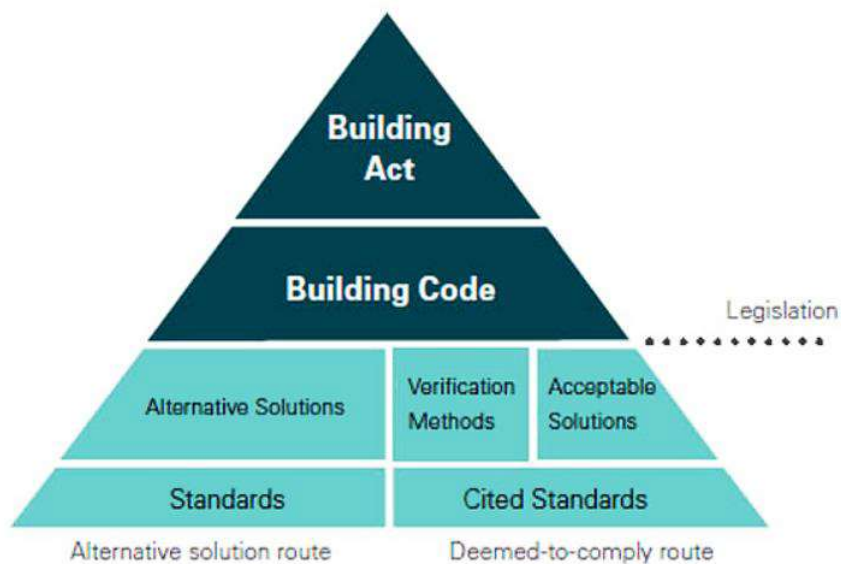 Building
Act
Building Code
Legislation
Alternative Solutions
Verification
Methods
Acceptable
Solutions
Standards
Cited Standards
Alternative solution route
Deemed-to-comply route